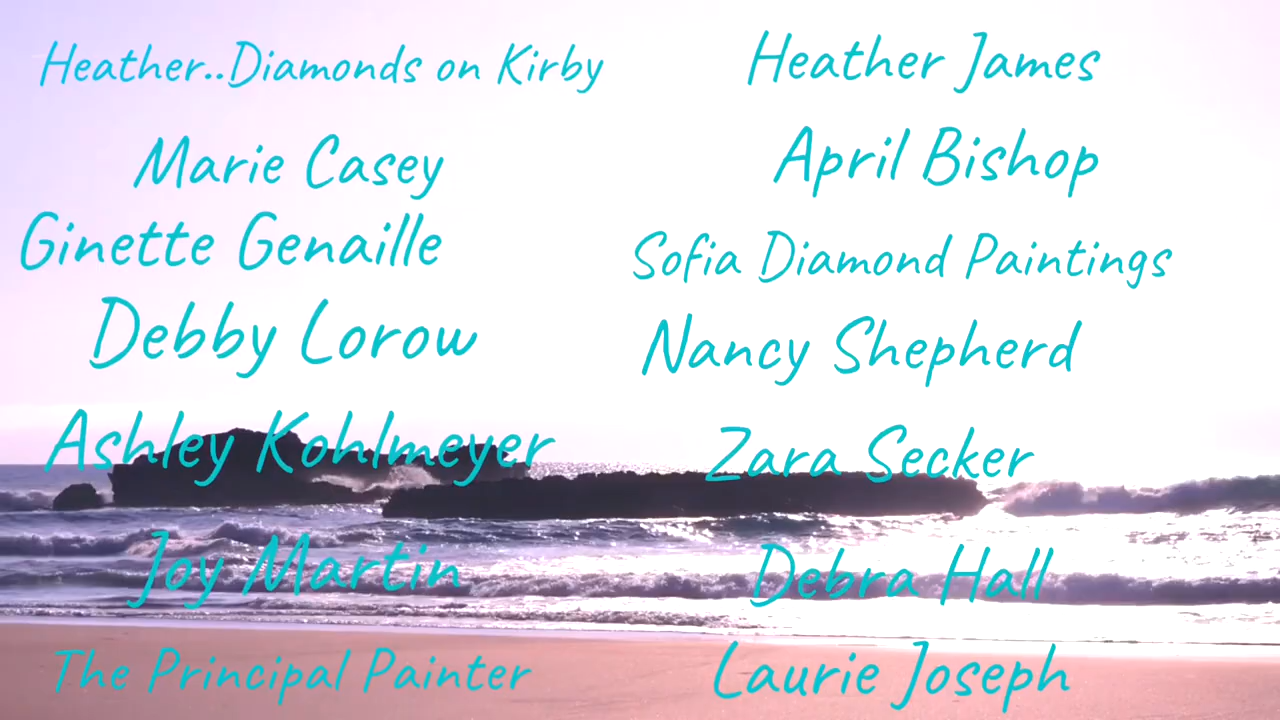 Heather..Diamonds on Kirby
Marie Casey
Ginette Genaille
Debby Lorow
Ashley Kohlmeyer
Joy Martin
The Principal Painter
Heather James
April Bishop
Sofia Diamond Paintings
Nancy Shepherd
Zara Secker
Debra Hall
Laurie Joseph